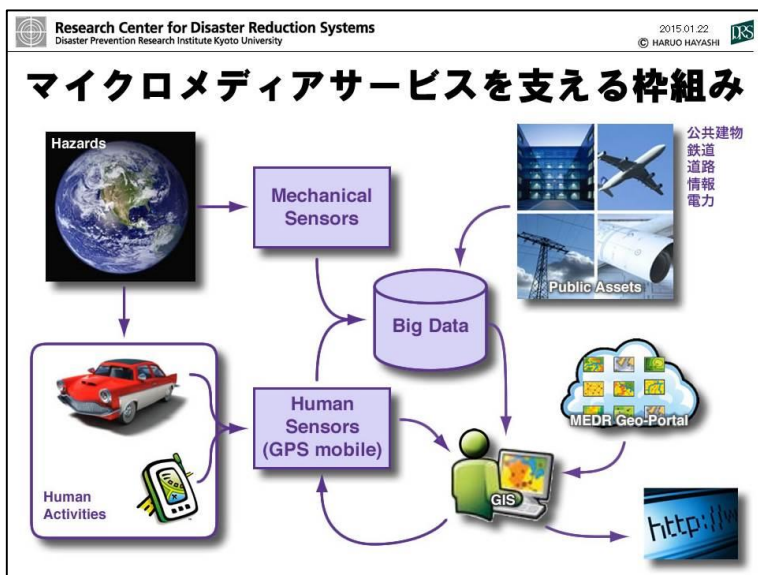 Research Center for Disaster Reduction Systems
Disaster Prevention Research Institute Kyoto University
2015.01.22
© HARUO HAYASHI
DRS
マイクロメディアサービスを支える枠組み
Hazards
Mechanical
Sensors
公共建物
鉄道
道路
情報
電力
Public Assets
Big Data
Human
Sensors
(GPS mobile)
MEDR Geo-Portal
Human
Activities
GIS
http://w